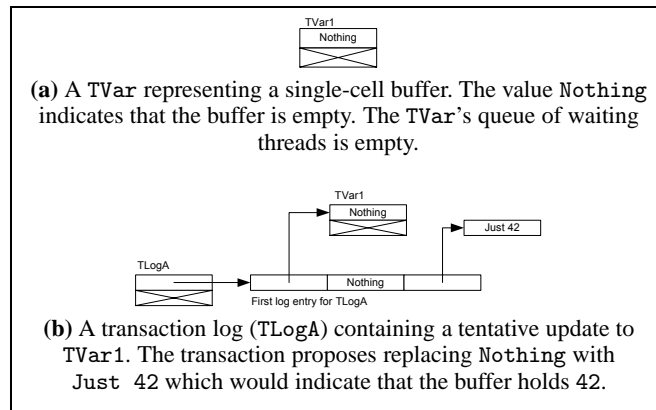 TVar1
Nothing
(a) A TVar representing a single-cell buffer. The value Nothing
indicates that the buffer is empty. The TVar's queue of waiting
threads is empty.
TVar1
Nothing
Just 42
TLogA
Nothing
First log entry for TLogA
(b) A transaction log (TLogA) containing a tentative update to
TVar1. The transaction proposes replacing Nothing with
Just 42 which would indicate that the buffer holds 42.